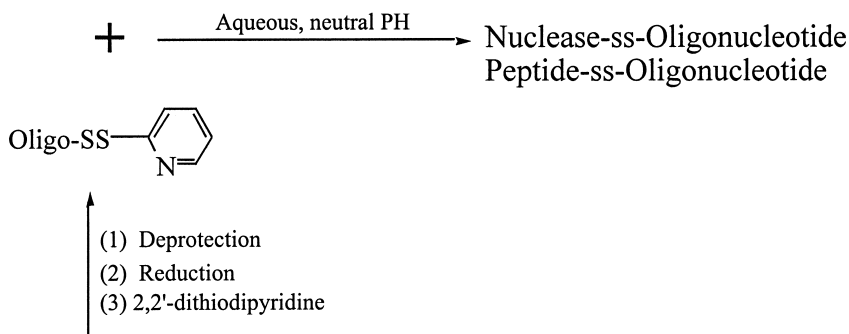 +
Aqueous, neutral PH
Nuclease-ss-Oligonucleotide
Peptide-ss-Oligonucleotide
Oligo-SS
N
(1) Deprotection
(2) Reduction
(3) 2,2'-dithiodipyridine